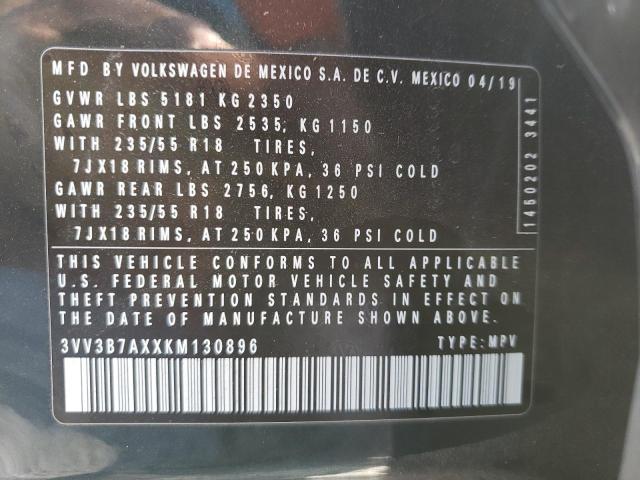 MFD BY VOLKSWAGEN DE MEXICO S.A. DE C.V. MEXICO 04/19
GVWR LBS 5181 KG 2350
GAWR FRONT LBS 2535, KG 1150
WITH 235/55 R18 TIRES,
7JX18 RIMS, AT 250 KPA, 36 PSI COLD
GAWR REAR LBS 2756, KG 1250
WITH 235/55 R18 TIRES,
7JX18 RIMS, AT 250 KPA, 36 PSI COLD
1450202 3441
THIS VEHICLE CONFORMS TO ALL APPLICABLE
U.S. FEDERAL MOTOR VEHICLE SAFETY AND
THEFT PREVENTION STANDARDS IN EFFECT ON
THE DATE OF MANUFACTURE SHOWN ABOVE.
3VV3B7AXXKM130896 TYPE: MPV